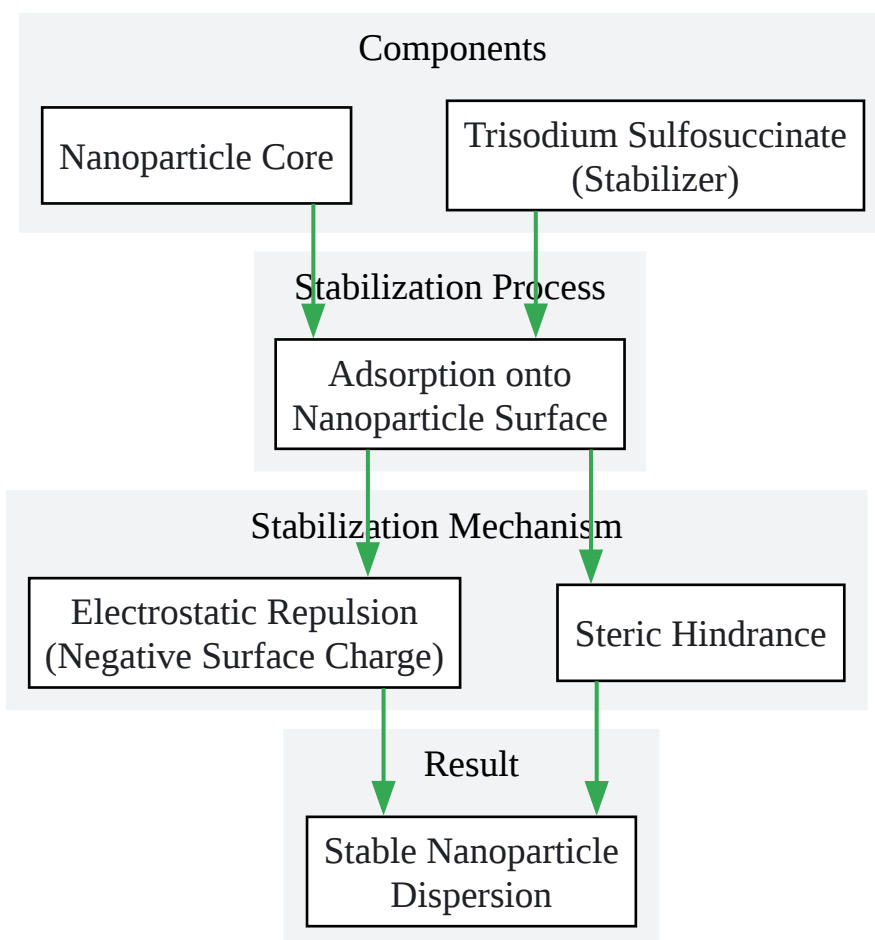 Components
Nanoparticle Core
Trisodium Sulfosuccinate
(Stabilizer)
Stabilization Process
Adsorption onto
Nanoparticle Surface
Stabilization Mechanism
Electrostatic Repulsion
(Negative Surface Charge)
Steric Hindrance
Result
Stable Nanoparticle
Dispersion